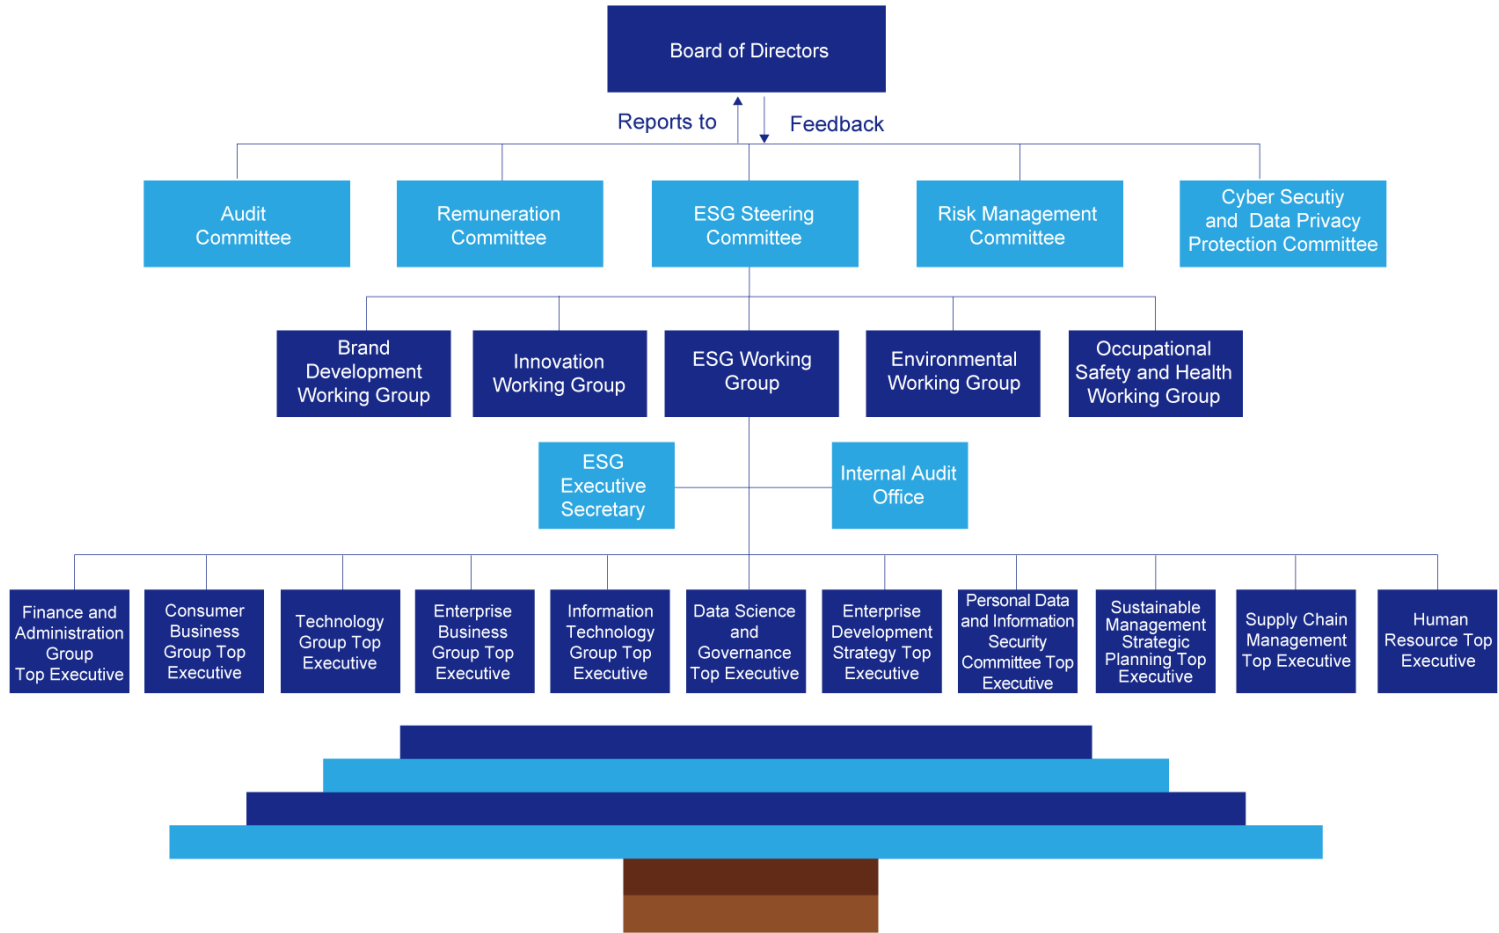 Board of Directors
Reports to
Feedback
Audit
Committee
Remuneration
Committee
ESG Steering
Committee
Risk Management
Committee
Cyber Secutiy
and Data Privacy
Protection Committee
Brand
Development
Working Group
Innovation
Working Group
ESG Working
Group
Environmental
Working Group
Occupational
Safety and Health
Working Group
ESG
Executive
Secretary
Internal Audit
Office
Finance and
Administration
Group
Top Executive
Consumer
Business
Group Top
Executive
Technology
Group Top
Executive
Enterprise
Business
Group Top
Executive
Information
Technology
Group Top
Executive
Data Science
and
Governance
Top Executive
Enterprise
Development
Strategy Top
Executive
Personal Data
and Information
Security
Committee Top
Executive
Sustainable
Management
Strategic
Planning Top
Executive
Supply Chain
Management
Top Executive
Human
Resource Top
Executive